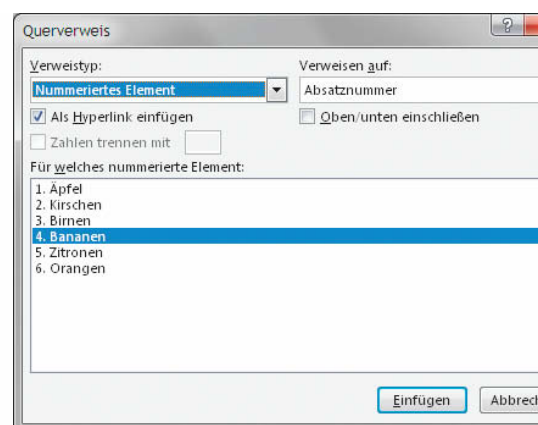 Querverweis
Verweistyp: Verweisen auf:
Nummeriertes Element Absatznummer
Als Hyperlink einfügen Oben/unten einschließen
Zahlen trennen mit
Für welches nummerierte Element:
1. Äpfel
2. Kirschen
3. Birnen
4. Bananen
5. Zitronen
6. Orangen
Einfügen Abbrech